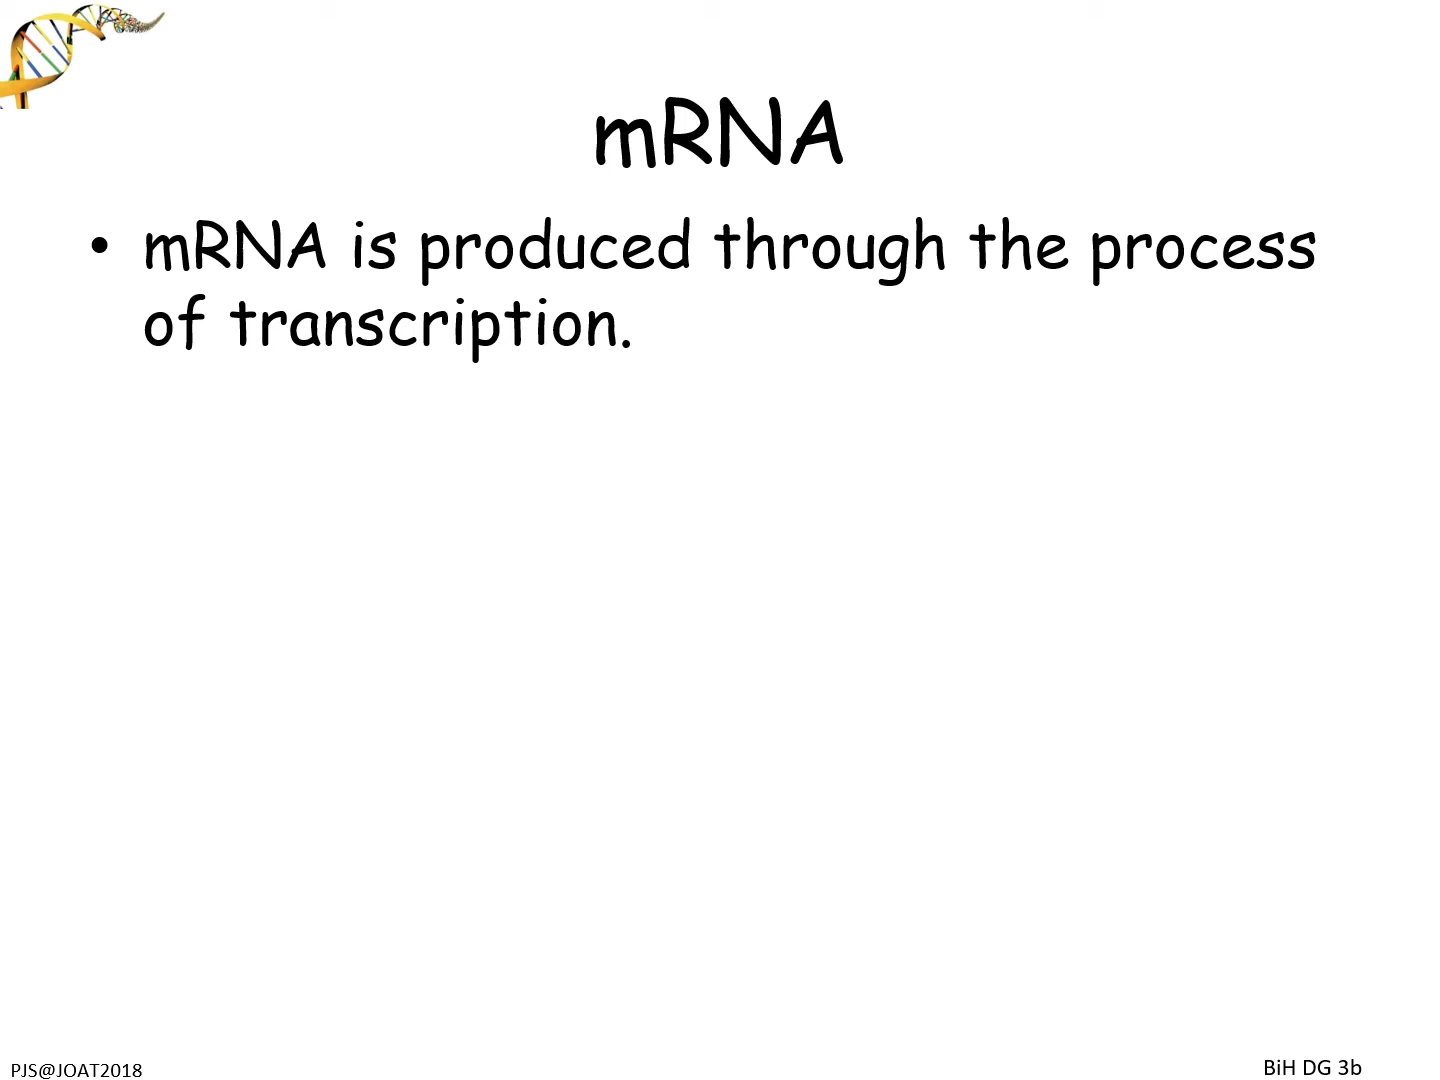 mRNA
• mRNA is produced through the process
of transcription.
PJS@JOAT2018
BiH DG 3b